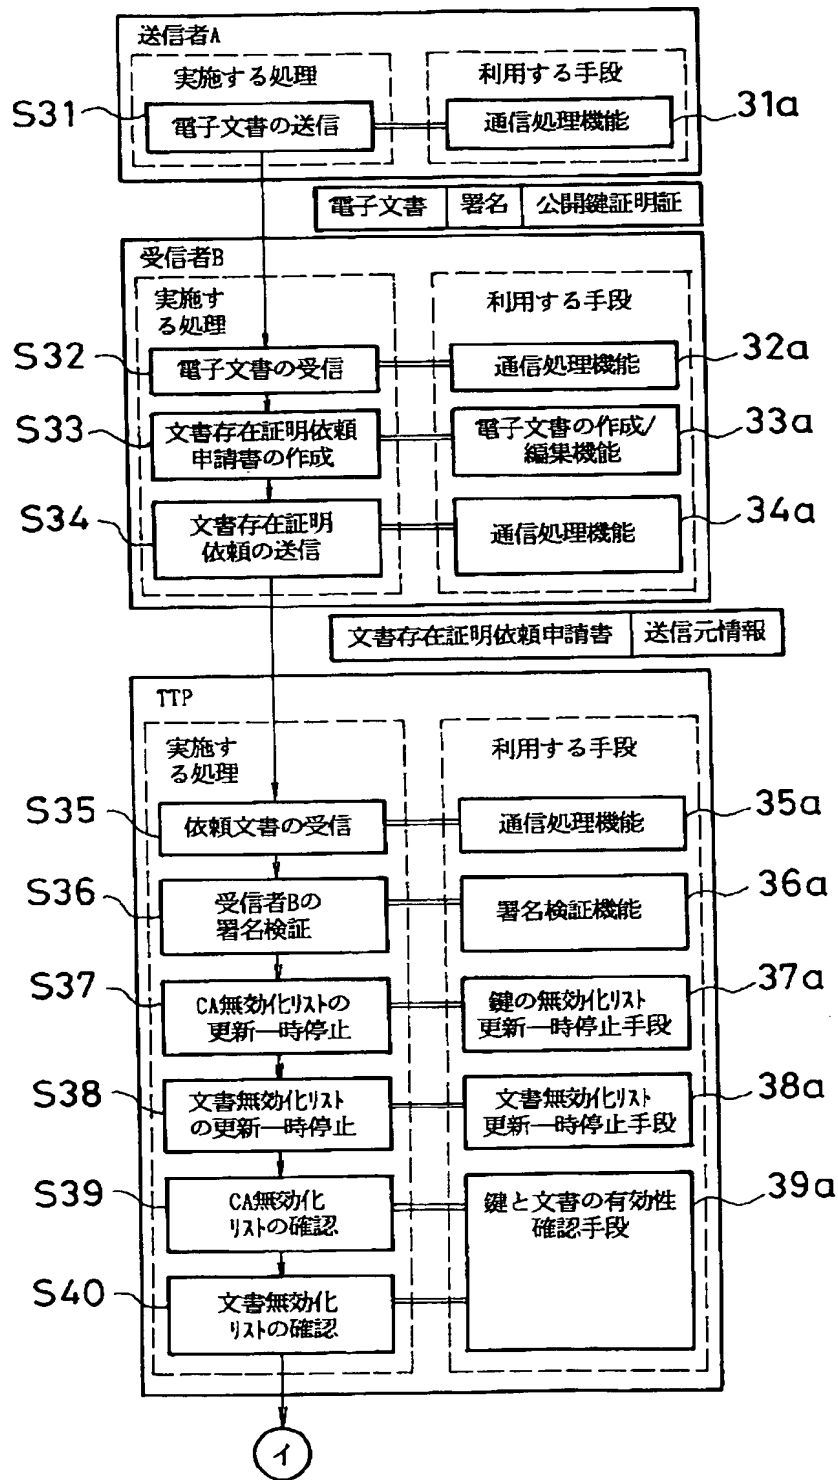 送信者A
実施する処理
利用する手段
S31
電子文書の送信
通信処理機能
31a
電子文書 署名 公開鍵証明証
受信者B
実施す
る処理
利用する手段
S32
電子文書の受信
通信処理機能
32a
S33
文書存在証明依頼
申請書の作成
電子文書の作成/
編集機能
33a
S34
文書存在証明
依頼の送信
通信処理機能
34a
文書存在証明依頼申請書 送信元情報
TTP
実施す
る処理
利用する手段
S35
依頼文書の受信
通信処理機能
35a
S36
受信者Bの
署名検証
署名検証機能
36a
S37
CA無効化ﾘｽﾄの
更新一時停止
鍵の無効化ﾘｽﾄ
更新一時停止手段
37a
S38
文書無効化ﾘｽﾄ
の更新一時停止
文書無効化ﾘｽﾄ
更新一時停止手段
38a
S39
CA無効化
ﾘｽﾄの確認
鍵と文書の有効性
確認手段
39a
S40
文書無効化
ﾘｽﾄの確認
イ